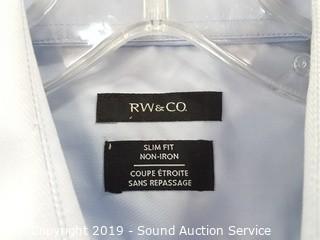 RW&CO.
SLIM FIT
NON-IRON
COUPE ÉTROITE
SANS REPASSAGE
Copyright 2019 - Sound Auction Service